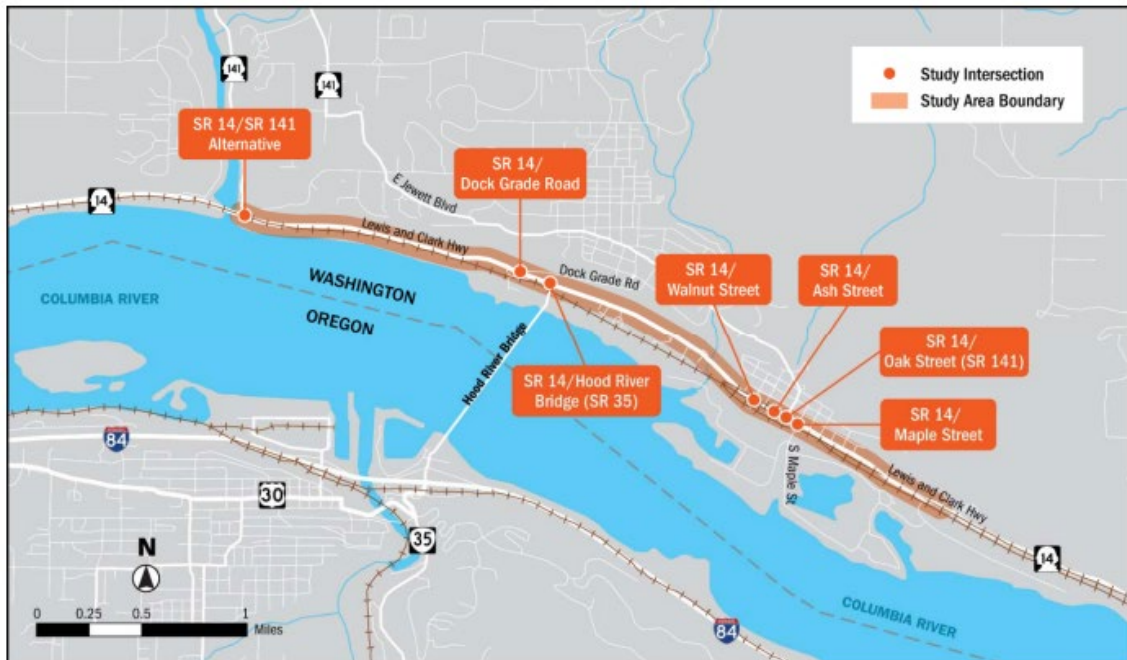 141
141
Study Intersection
Study Area Boundary
SR 14/SR 141
Alternative
SR 14/
Dock Grade Road
E Jewett Blvd
14
Lewis and Clark Hwy
Dock Grade Rd
SR 14/
Walnut Street
SR 14/
Ash Street
WASHINGTON
OREGON
COLUMBIA RIVER
Hood River Bridge
SR 14/Hood River
Bridge (SR 35)
SR 14/
Oak Street (SR 141)
SR 14/
Maple Street
S Maple St
Lewis and Clark Hwy
84
30
35
14
N
0 0.25 0.5 1
Miles
84
COLUMBIA RIVER